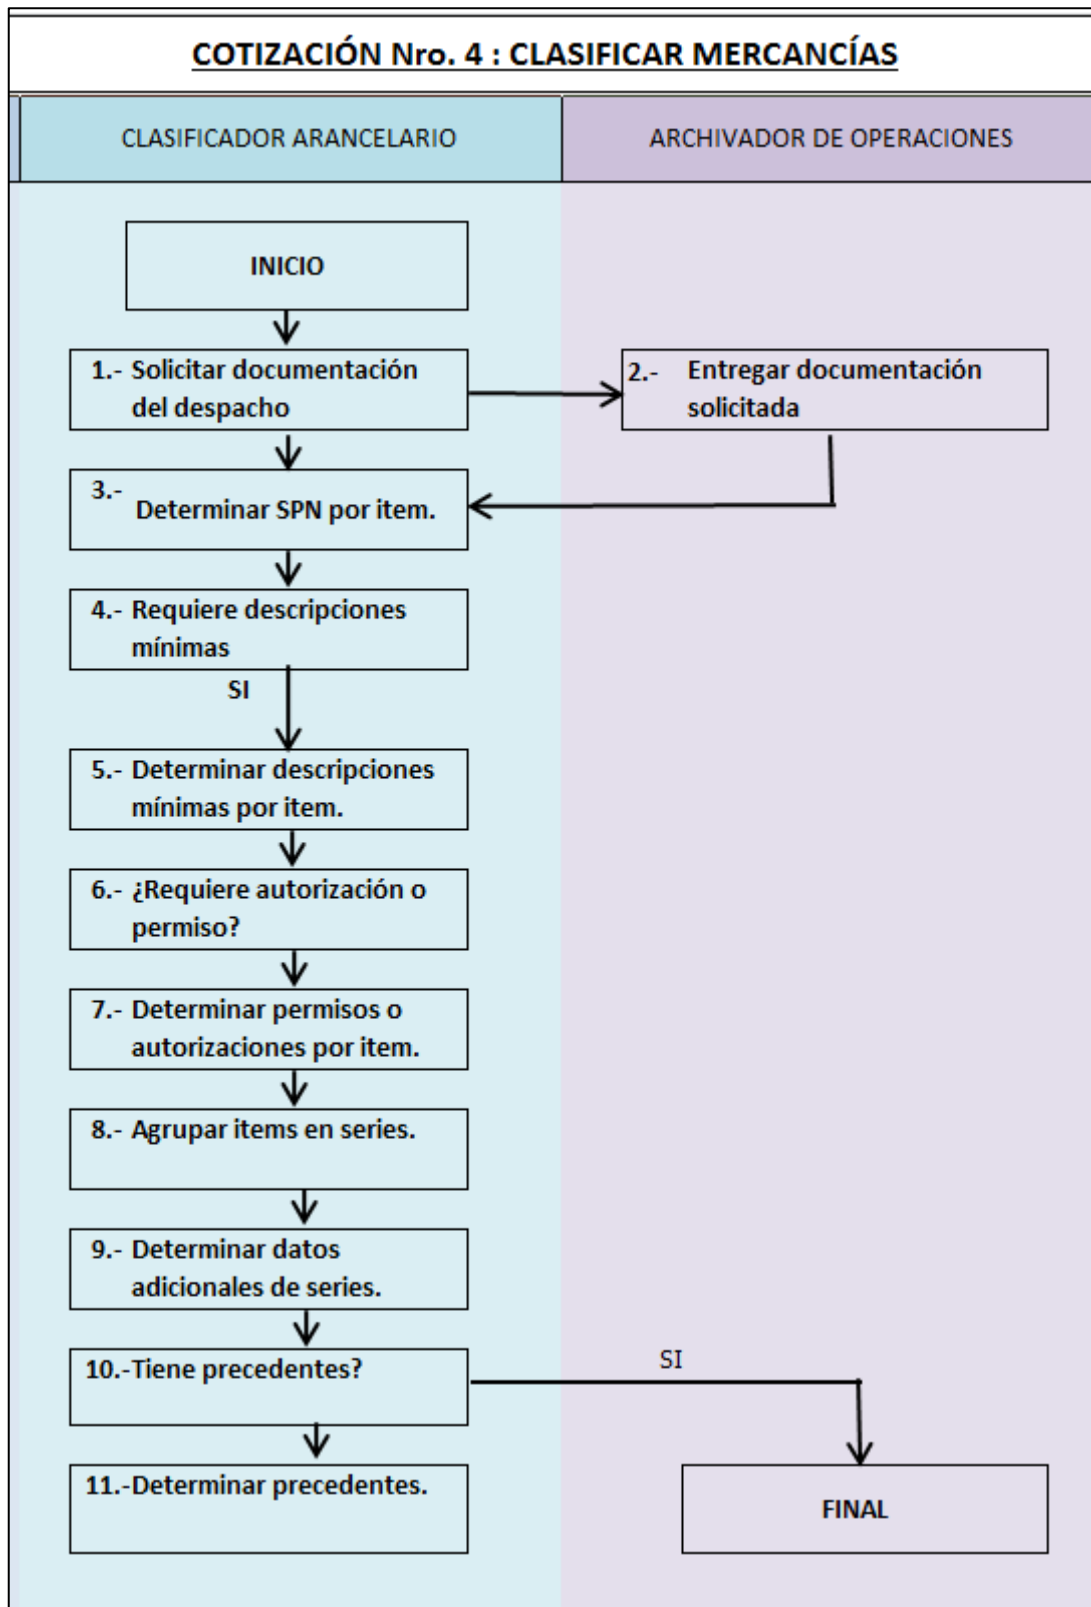 COTIZACIÓN Nro. 4 : CLASIFICAR MERCANCÍAS
CLASIFICADOR ARANCELARIO
ARCHIVADOR DE OPERACIONES
INICIO
1.- Solicitar documentación
del despacho
2.- Entregar documentación
solicitada
3.-
Determinar SPN por item.
4.- Requiere descripciones
mínimas
SI
5.- Determinar descripciones
mínimas por item.
6.- ¿Requiere autorización o
permiso?
7.- Determinar permisos o
autorizaciones por item.
8.- Agrupar items en series.
9.- Determinar datos
adicionales de series.
10.-Tiene precedentes?
SI
11.-Determinar precedentes.
FINAL